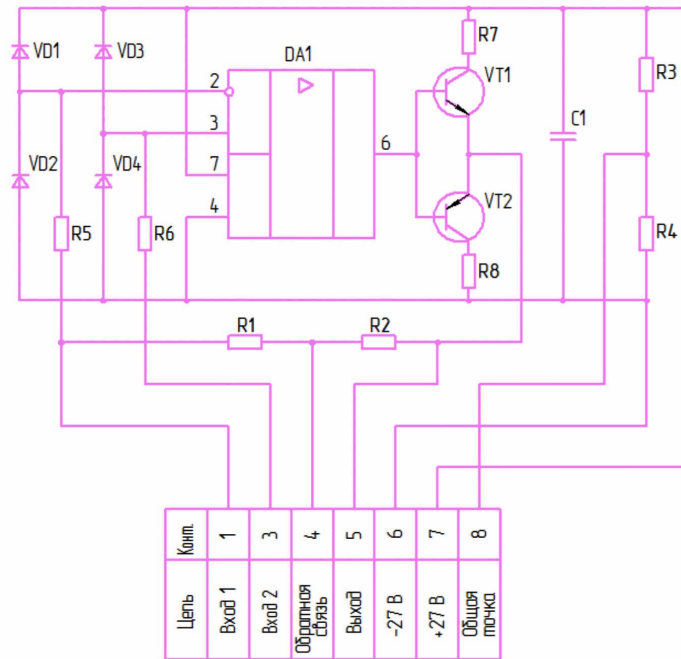 VD1
VD3
DA1
R7
VT1
R3
2
3
6
7
4
C1
VD2
VD4
VT2
R5
R6
R8
R4
R1
R2
Конт.
1
3
4
5
6
7
8
Цепь
Вход 1
Вход 2
Обратная
связь
Выход
-27 В
+27 В
Общая
точка